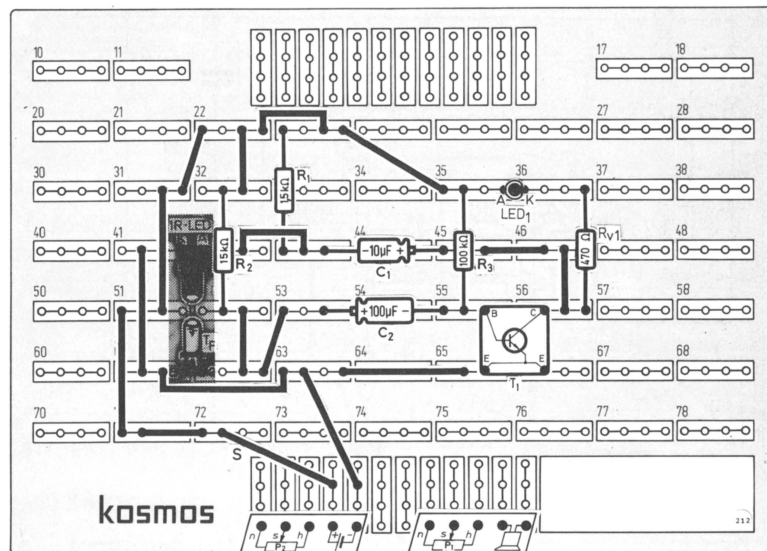 10 11 17 18
20 21 22 27 28
30 31 32 R₁ 34 35 36 37 38
1,5kΩ
A K
LED₁
1R-LED
K A
40 41 44 45 46 Rv1 48
15kΩ R₂ −10µF 100kΩ R₃ 470Ω
C₁
50 51 53 54 55 56 57 58
+100µF −
C₂
B C
TF
60 63 64 65 67 68
E E
T₁
70 72 73 74 75 76 77 78
S
kosmos
212
n s h + −
P₂
n s h
P₁